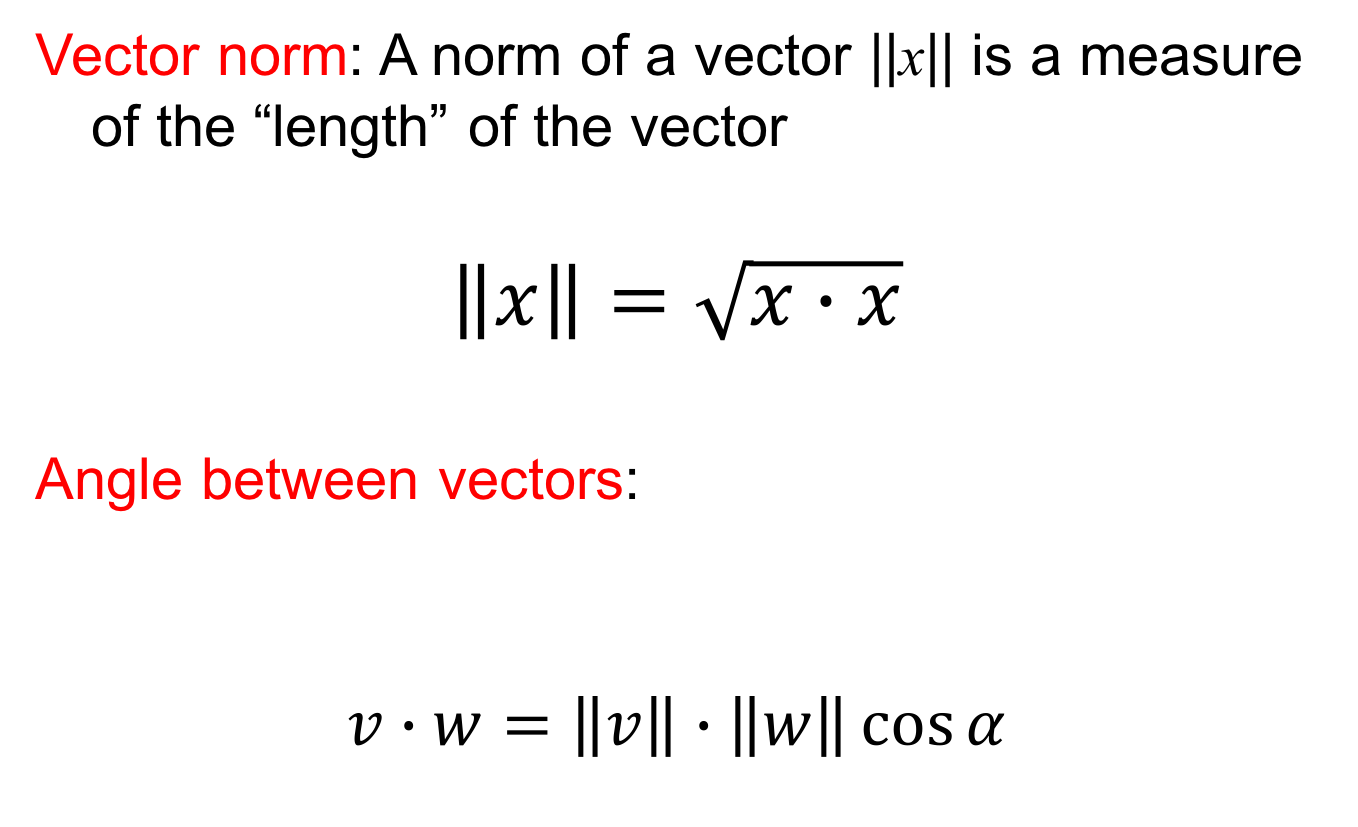 Vector norm: A norm of a vector ||x|| is a measure
of the “length” of the vector
‖x‖ = √x · x
Angle between vectors:
v · w = ‖v‖ · ‖w‖ cos α